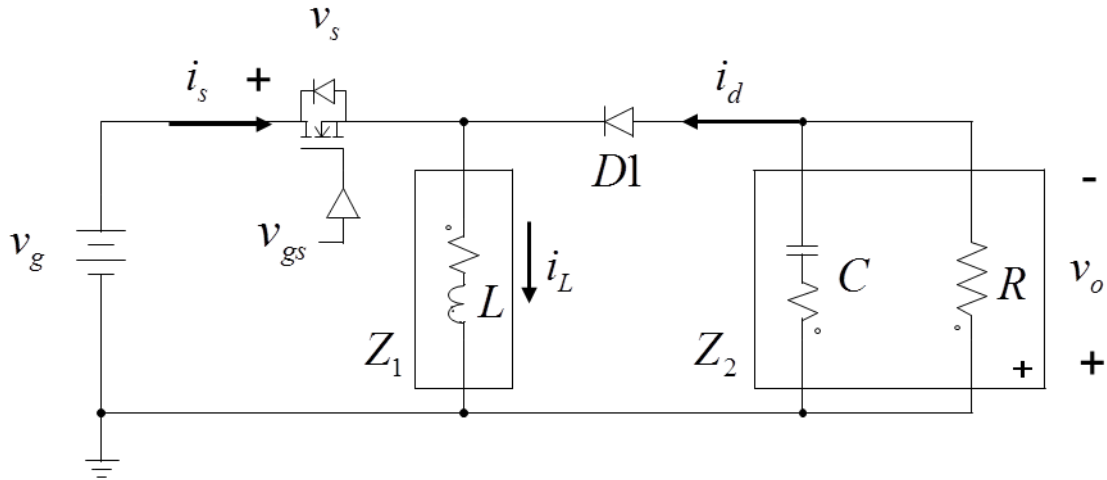 v_s
i_s +
i_d
D1
v_g
v_gs
i_L
L
Z_1
C
R
Z_2
-
v_o
+
+